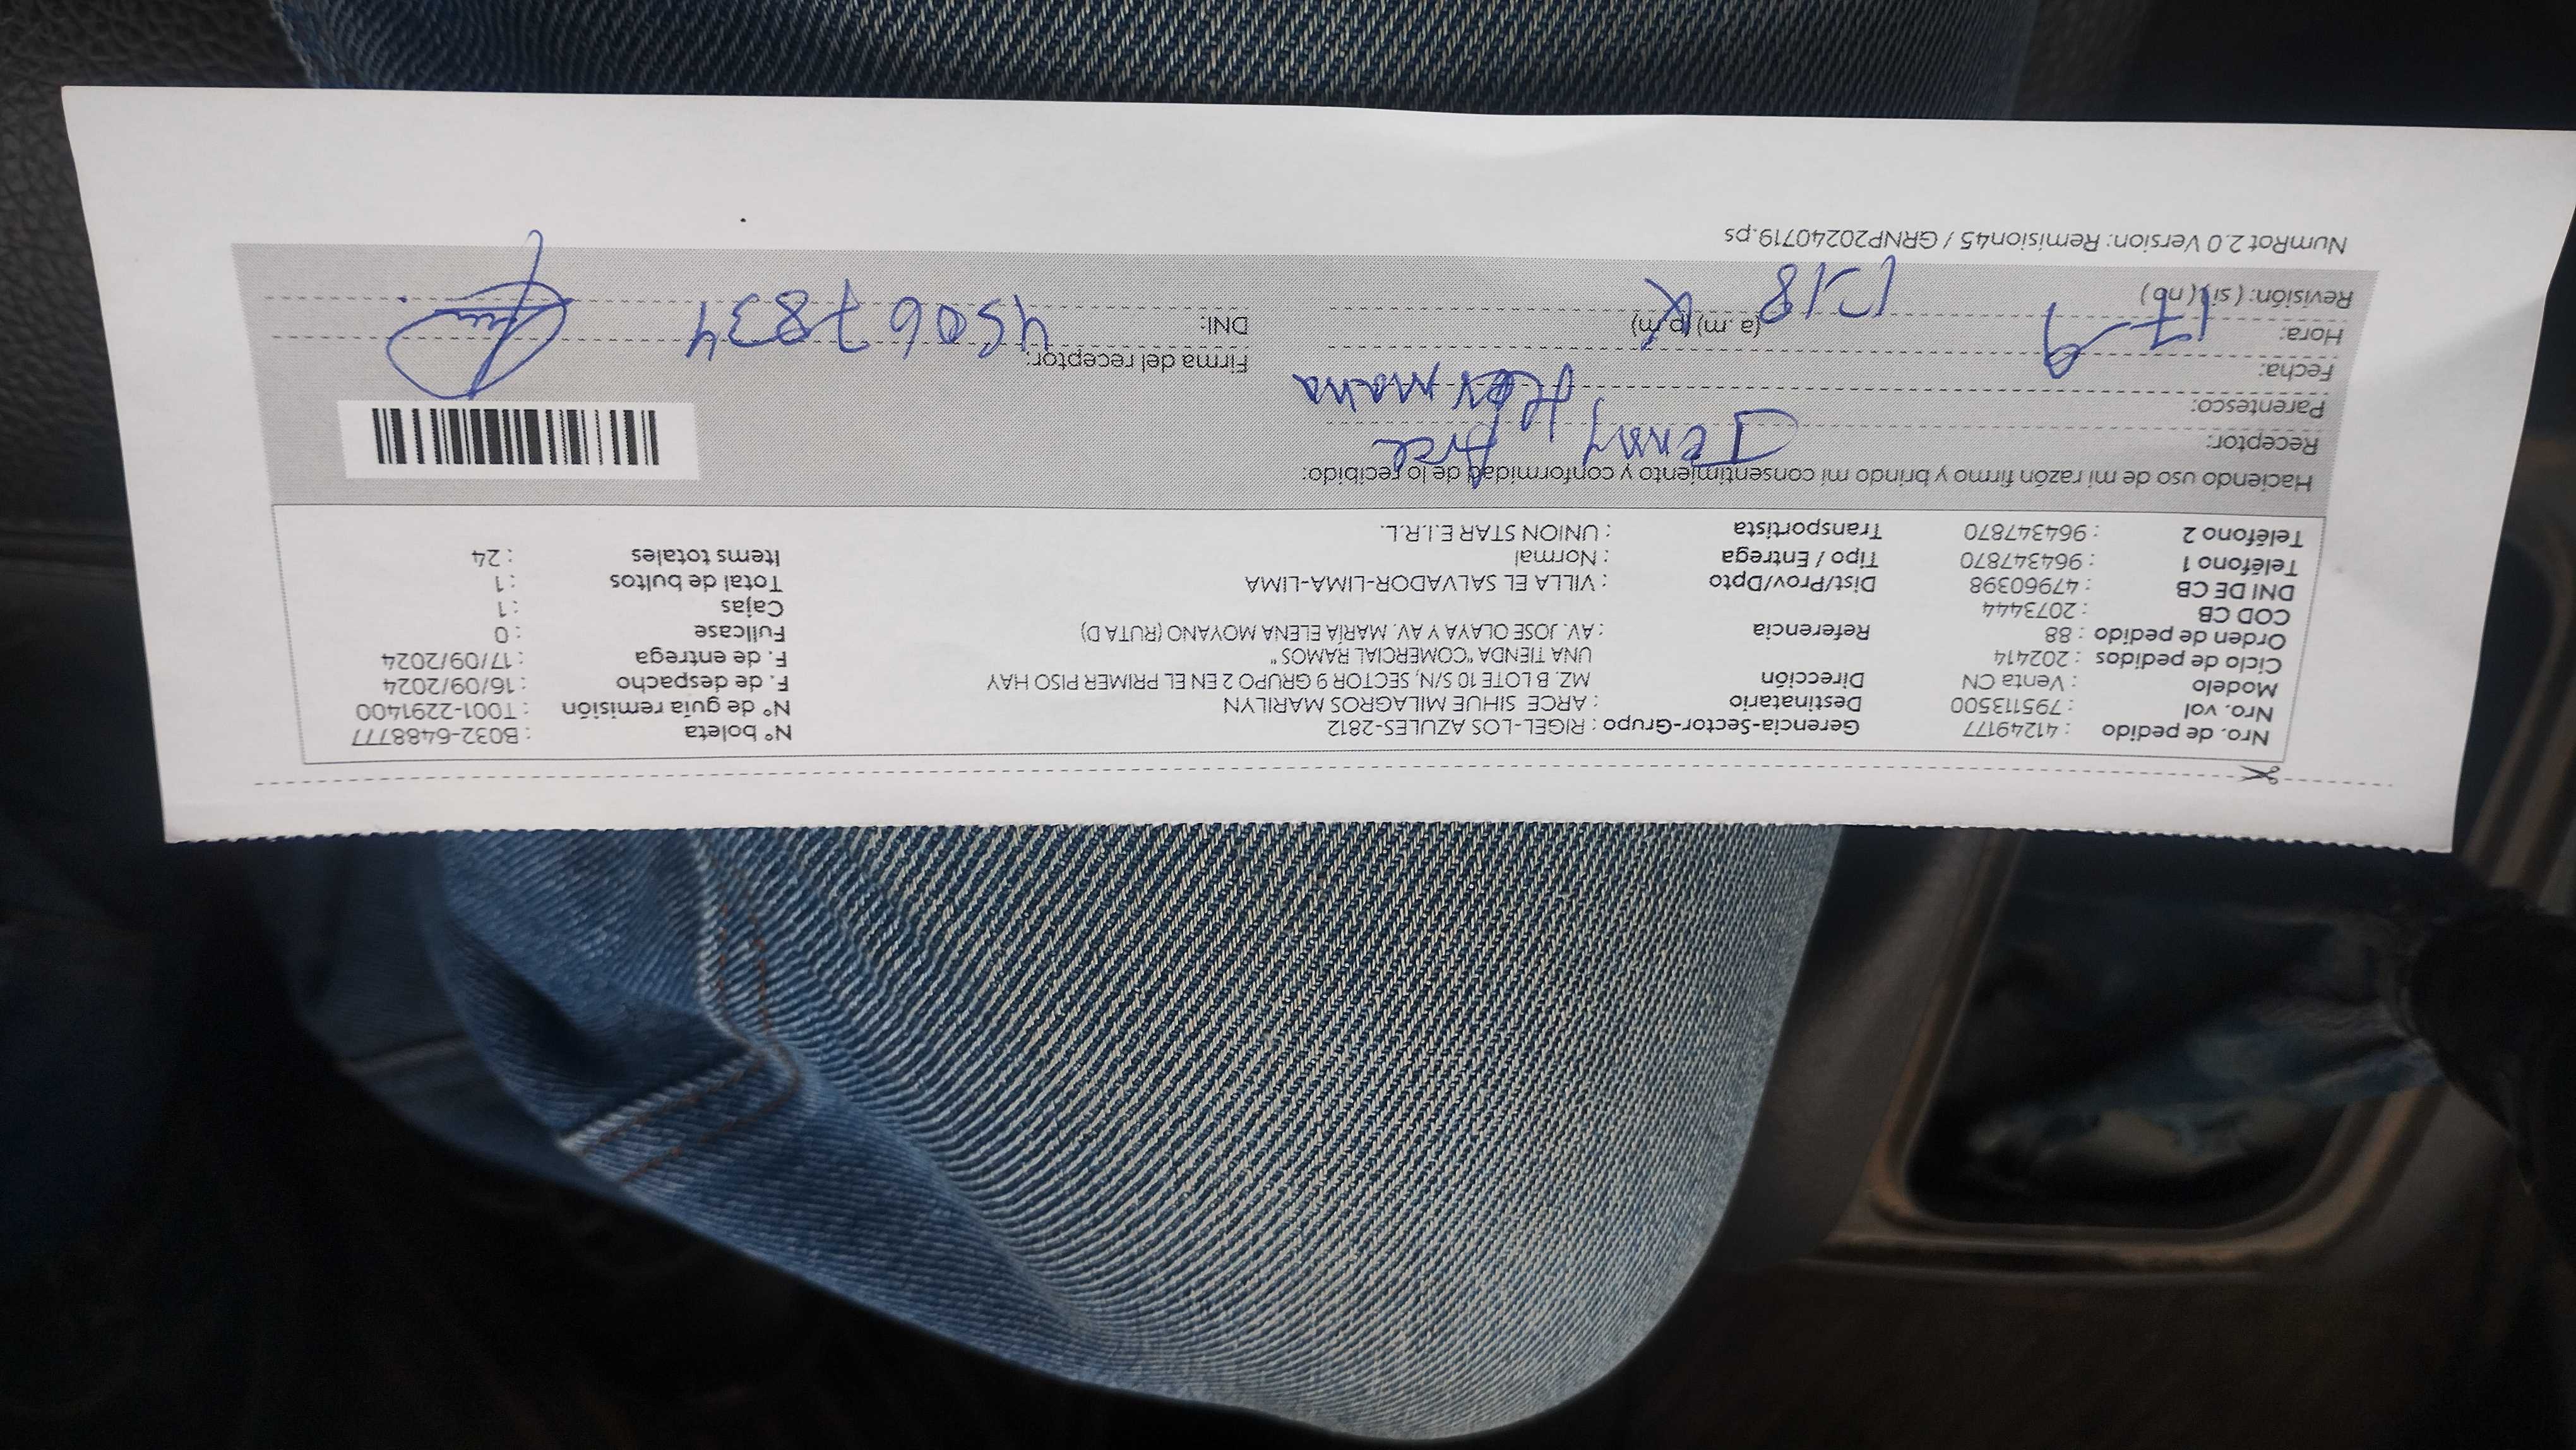 Nro. de pedido : 41249177 Gerencia-Sector-Grupo : RIGEL-LOS AZULES-2812 N° boleta : B032-6488777
Nro. vol : 795113500 Destinatario : ARCE SIHUE MILAGROS MARILYN N° de guía remisión : T001-2291400
Modelo : Venta CN Dirección MZ. B LOTE 10 S/N, SECTOR 9 GRUPO 2 EN EL PRIMER PISO HAY F. de despacho : 16/09/2024
Ciclo de pedidos : 202414 UNA TIENDA "COMERCIAL RAMOS" F. de entrega : 17/09/2024
Orden de pedido : 88 Referencia : AV. JOSE OLAYA Y AV. MARÍA ELENA MOYANO (RUTA D) Fullcase : 0
COD CB : 2073444 Cajas : 1
DNI DE CB : 47960398 Dist/Prov/Dpto : VILLA EL SALVADOR-LIMA-LIMA Total de bultos : 1
Teléfono 1 : 964347870 Tipo / Entrega : Normal Items totales : 24
Teléfono 2 : 964347870 Transportista : UNION STAR E.I.R.L.
Haciendo uso de mi razón firmo y brindo mi consentimiento y conformidad de lo recibido:
Receptor: Jenny Arce
Parentesco: Hermana
Fecha: 17-9 Firma del receptor:
Hora: 1-18 (a.m) (p.m) X DNI: 45067834
Revisión: ( si ) ( no )
NumRot 2.0 Version: Remision45 / GRNP20240719.ps